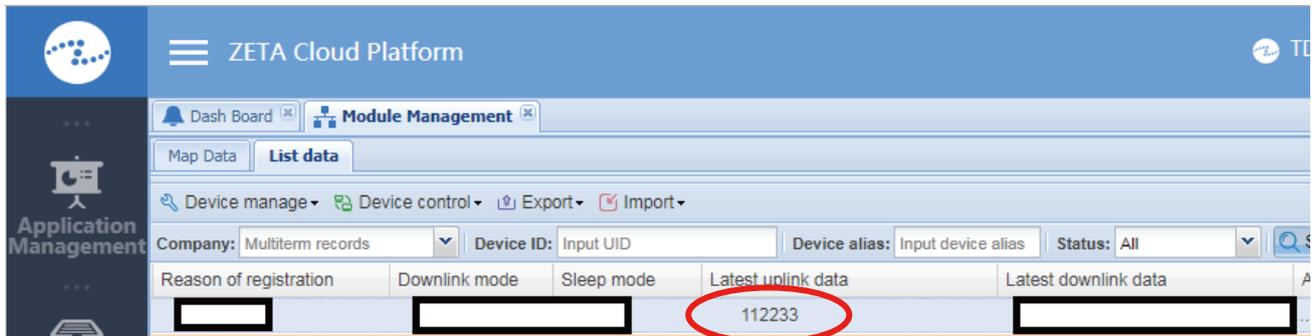 ZETA Cloud Platform
Dash Board
Module Management
Map Data
List data
Device manage
Device control
Export
Import
Application
Management
Company: Multiterm records
Device ID: Input UID
Device alias: Input device alias
Status: All
Reason of registration
Downlink mode
Sleep mode
Latest uplink data
Latest downlink data
112233